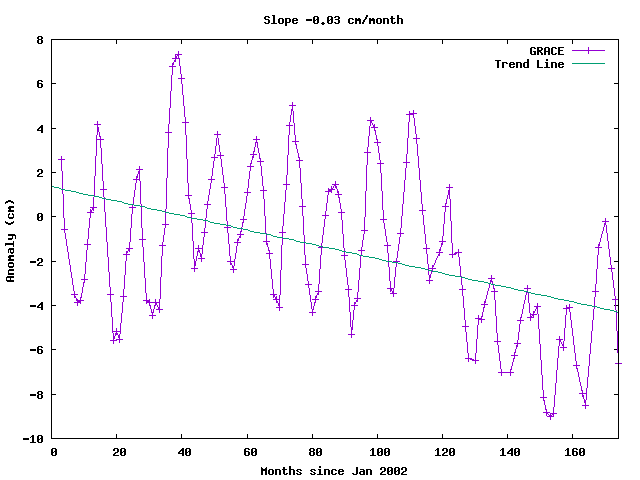 Slope -0.03 cm/month
GRACE
Trend Line
8
6
4
2
0
-2
-4
-6
-8
-10
Anomaly (cm)
0 20 40 60 80 100 120 140 160
Months since Jan 2002